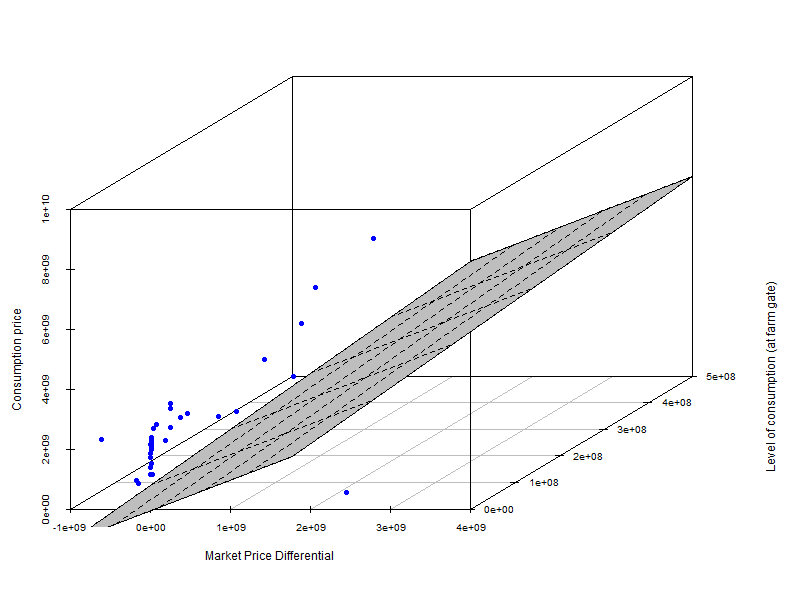 1e+10
8e+09
6e+09
4e+09
2e+09
0e+00
Consumption price
-1e+09 0e+00 1e+09 2e+09 3e+09 4e+09
Market Price Differential
0e+00
1e+08
2e+08
3e+08
4e+08
5e+08
Level of consumption (at farm gate)